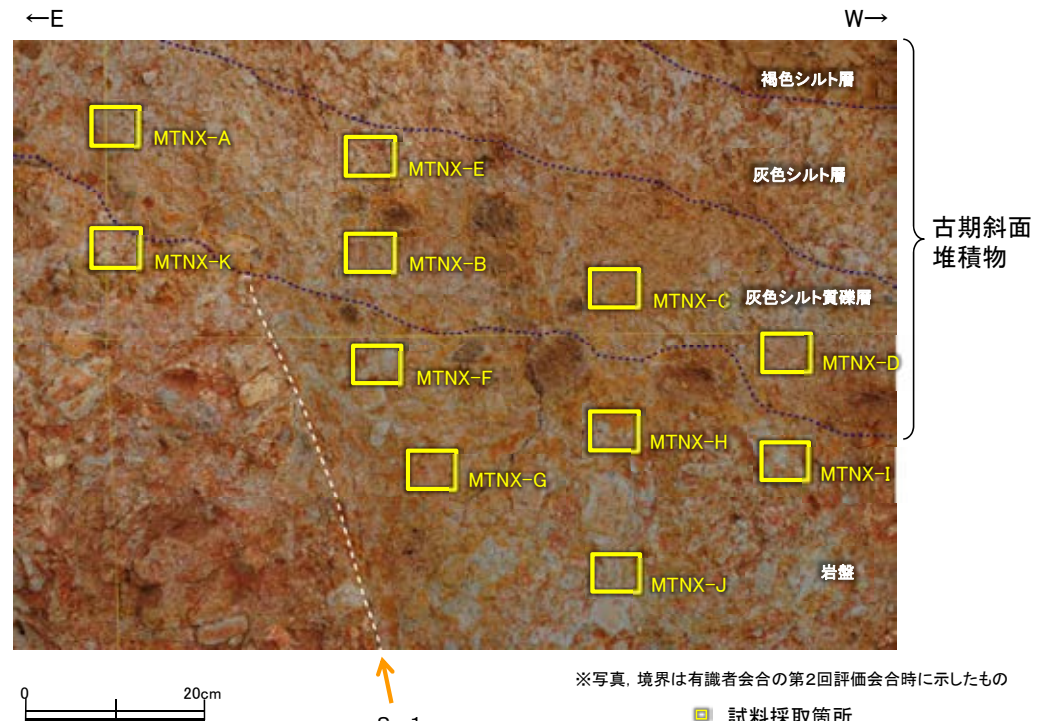 ←E
W→
褐色シルト層
MTNX-A
MTNX-E
灰色シルト層
古期斜面
堆積物
MTNX-K
MTNX-B
MTNX-C
灰色シルト質礫層
MTNX-F
MTNX-D
MTNX-H
MTNX-G
MTNX-I
MTNX-J
岩盤
※写真，境界は有識者会合の第2回評価会合時に示したもの
0
20cm
試料採取箇所